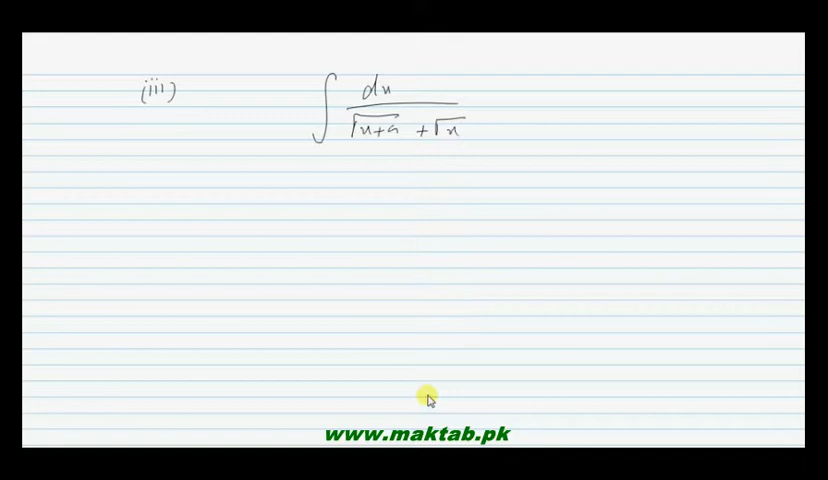 (iii) ∫ dx / (√(x+a) + √x)
www.maktab.pk